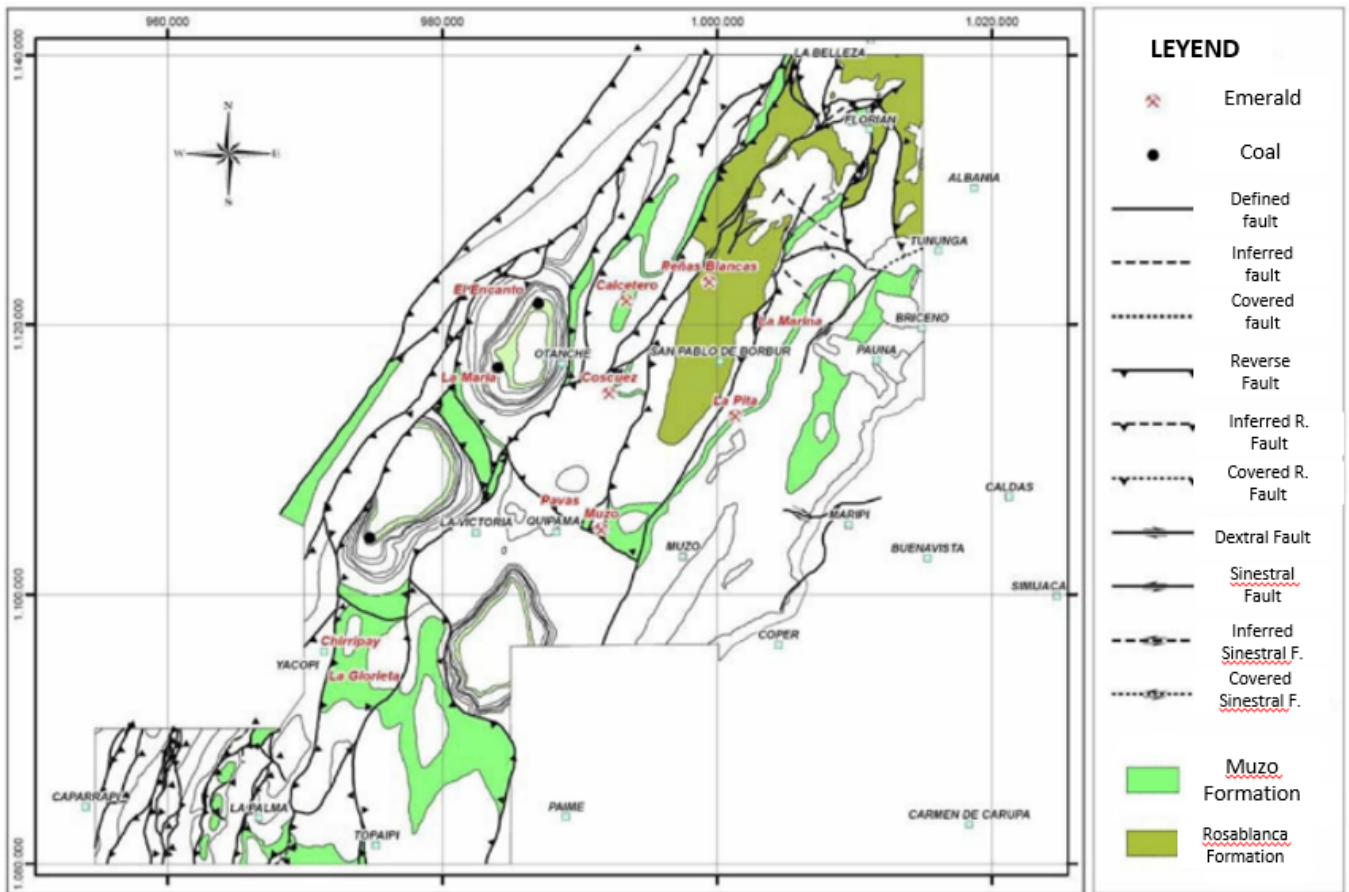 960.000
980.000
1.000.000
1.020.000
1.140.000
1.120.000
1.100.000
1.080.000
N
W
E
S
LA BELLEZA
FLORIAN
ALBANIA
TUNUNGA
Peñas Blancas
El Encanto
Calcetero
La Marina
BRICENO
OTANCHE
SAN PABLO DE BORBUR
PAUNA
La Maria
Coscuez
La Pita
CALDAS
Pavas
Muzo
LA VICTORIA
QUIPAMA
MARIPI
MUZO
BUENAVISTA
SIMIJACA
COPER
Chirripay
YACOPI
La Glorieta
CAPARRAPI
LA PALMA
PAIME
CARMEN DE CARUPA
TOPAIPI
LEYEND
Emerald
Coal
Defined
fault
Inferred
fault
Covered
fault
Reverse
Fault
Inferred R.
Fault
Covered R.
Fault
Dextral Fault
Sinestral
Fault
Inferred
Sinestral F.
Covered
Sinestral F.
Muzo
Formation
Rosablanca
Formation